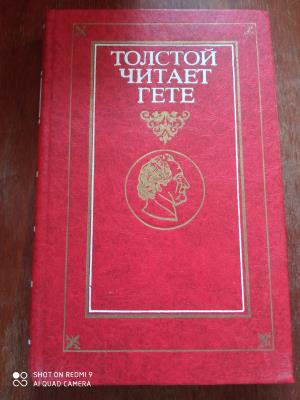 ТОЛСТОЙ
ЧИТАЕТ
ГЕТЕ
SHOT ON REDMI 9
AI QUAD CAMERA